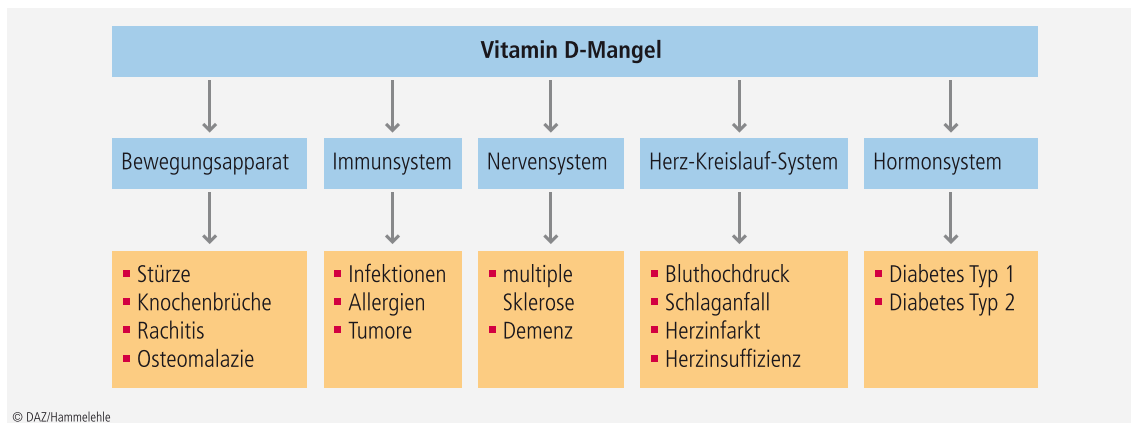 Vitamin D-Mangel
Bewegungsapparat
Immunsystem
Nervensystem
Herz-Kreislauf-System
Hormonsystem
▪ Stürze
▪ Knochenbrüche
▪ Rachitis
▪ Osteomalazie
▪ Infektionen
▪ Allergien
▪ Tumore
▪ multiple
Sklerose
▪ Demenz
▪ Bluthochdruck
▪ Schlaganfall
▪ Herzinfarkt
▪ Herzinsuffizienz
▪ Diabetes Typ 1
▪ Diabetes Typ 2
© DAZ/Hammelehle